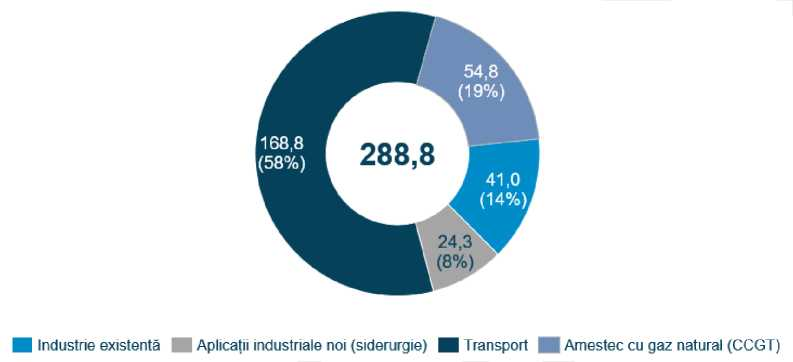 54,8
(19%)
168,8
(58%)
288,8
41,0
(14%)
24,3
(8%)
Industrie existentă
Aplicații industriale noi (siderurgie)
Transport
Amestec cu gaz natural (CCGT)